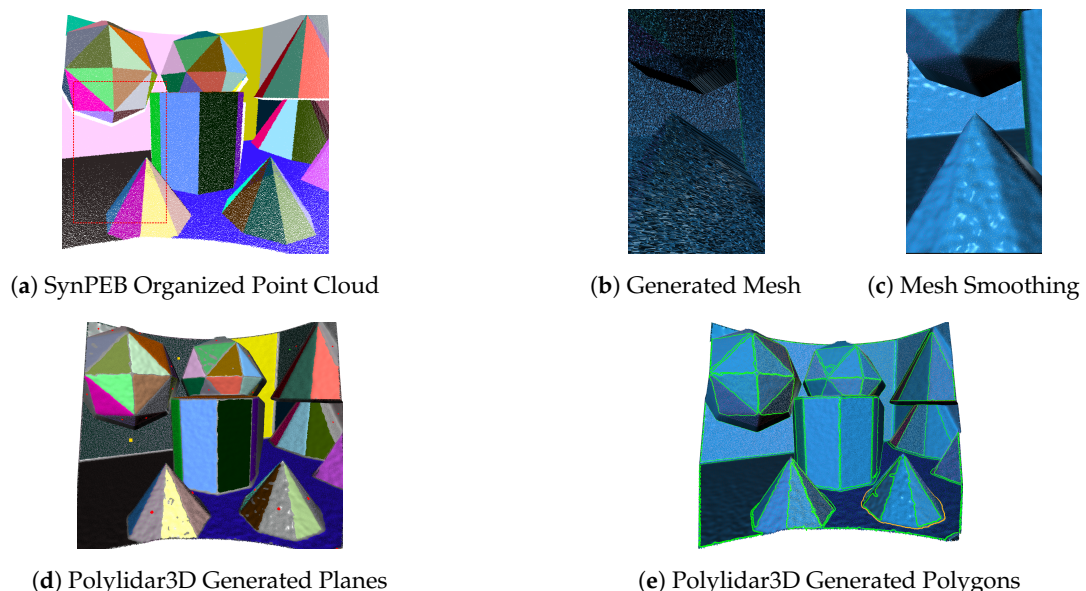 (a) SynPEB Organized Point Cloud
(b) Generated Mesh
(c) Mesh Smoothing
(d) Polylidar3D Generated Planes
(e) Polylidar3D Generated Polygons